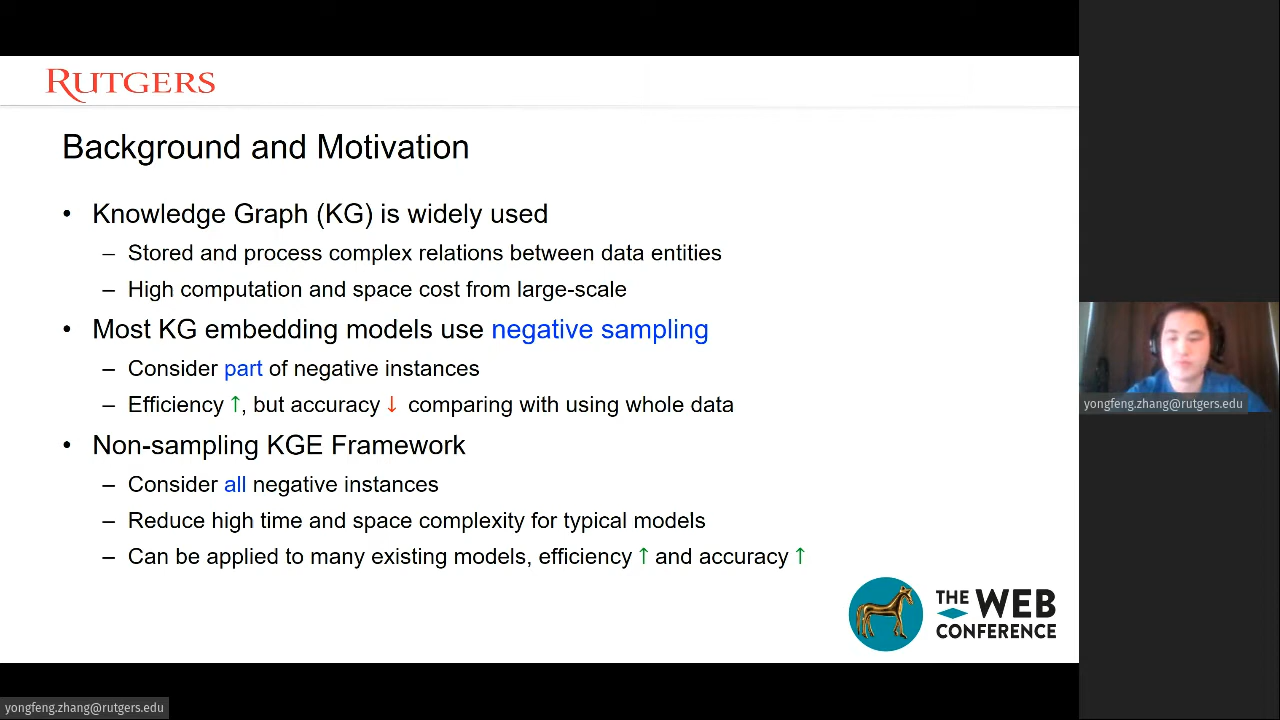 RUTGERS
Background and Motivation
• Knowledge Graph (KG) is widely used
– Stored and process complex relations between data entities
– High computation and space cost from large-scale
• Most KG embedding models use negative sampling
– Consider part of negative instances
– Efficiency ↑, but accuracy ↓ comparing with using whole data
• Non-sampling KGE Framework
– Consider all negative instances
– Reduce high time and space complexity for typical models
– Can be applied to many existing models, efficiency ↑ and accuracy ↑
THE WEB
CONFERENCE
yongfeng.zhang@rutgers.edu
yongfeng.zhang@rutgers.edu